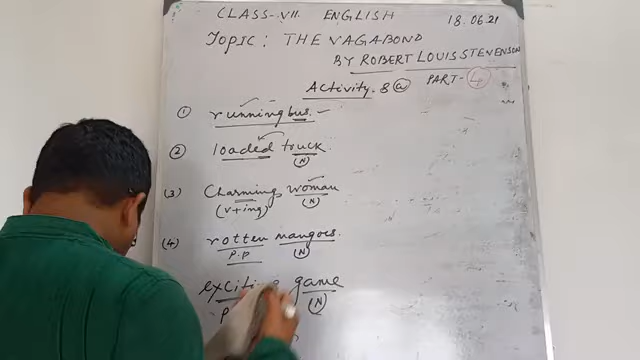 CLASS-VII ENGLISH 18.06.21
TOPIC: THE VAGABOND
BY ROBERT LOUIS STEVENSON
Activity-8 (a) PART-4
(1) running bus.
(2) loaded truck.
(N)
(3) Charming woman
(v+ing) (N)
(4) rotten mangoes.
P.P (N)
game
(N)